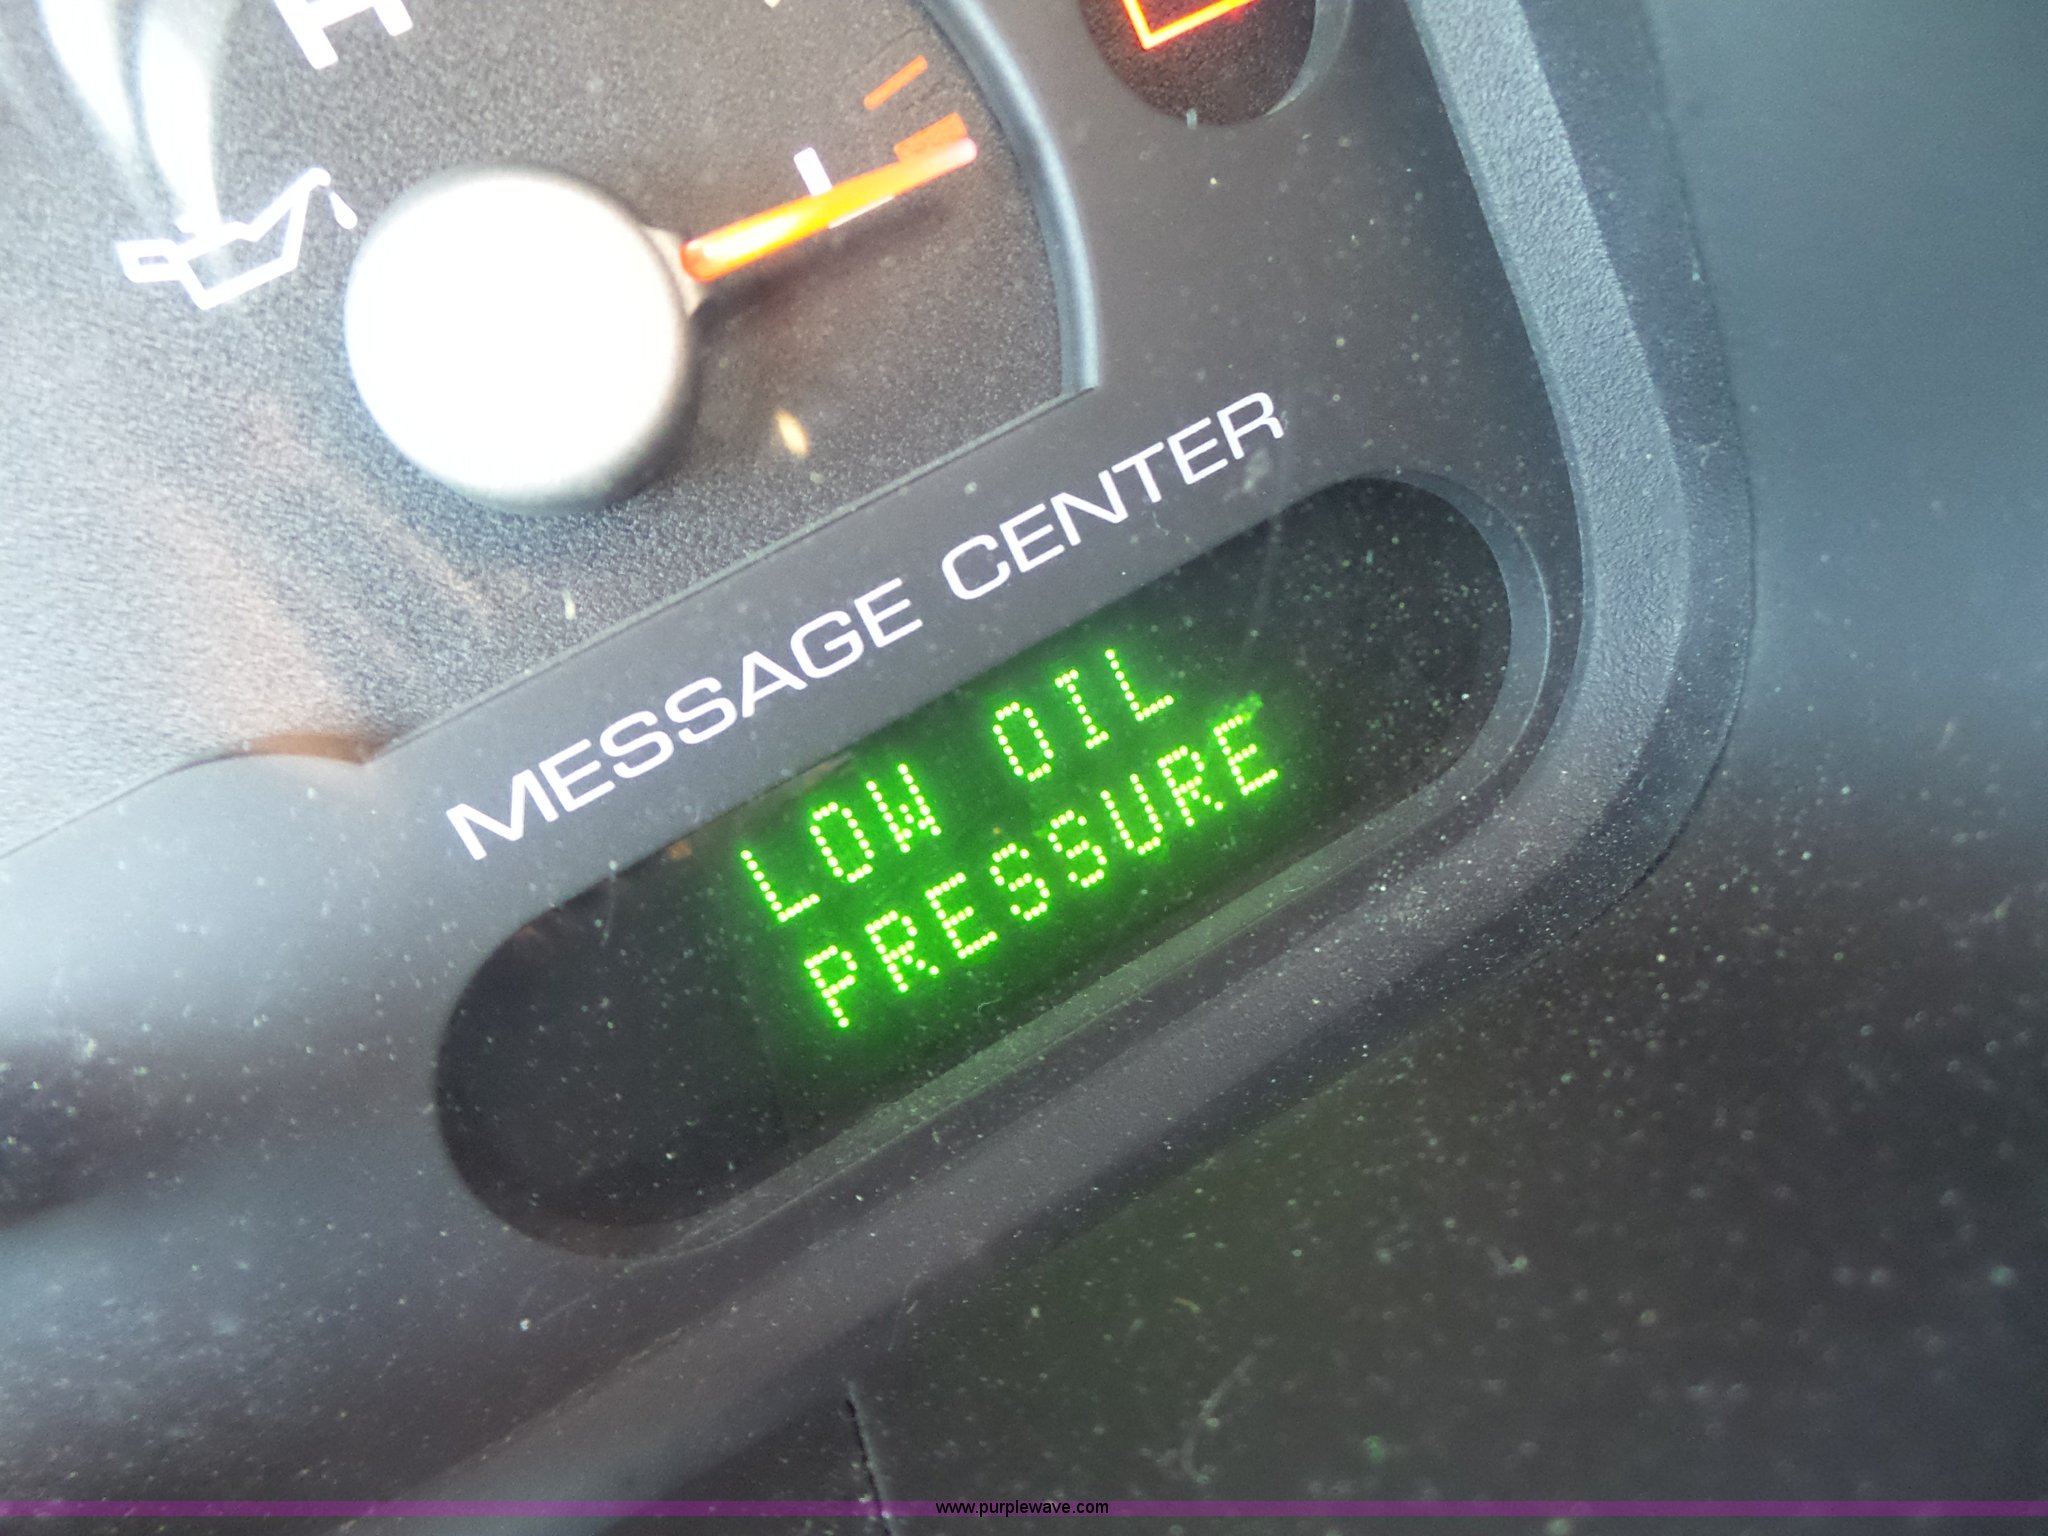 H
L
MESSAGE CENTER
LOW OIL
PRESSURE
www.purplewave.com